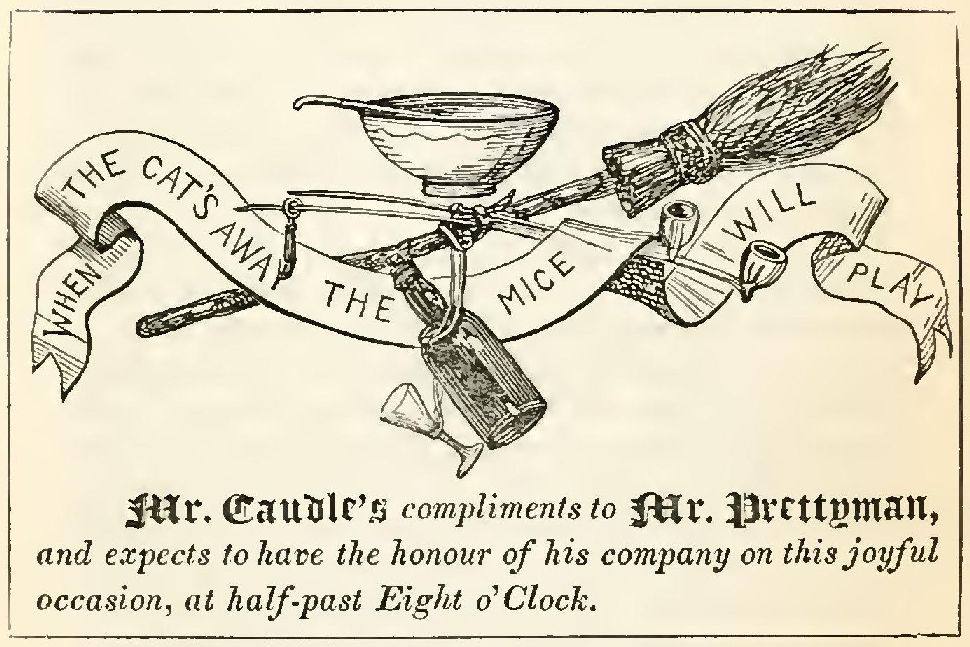 WHEN THE CAT'S AWAY THE MICE WILL PLAY
Mr. Caudle's compliments to Mr. Prettyman,
and expects to have the honour of his company on this joyful
occasion, at half-past Eight o'Clock.